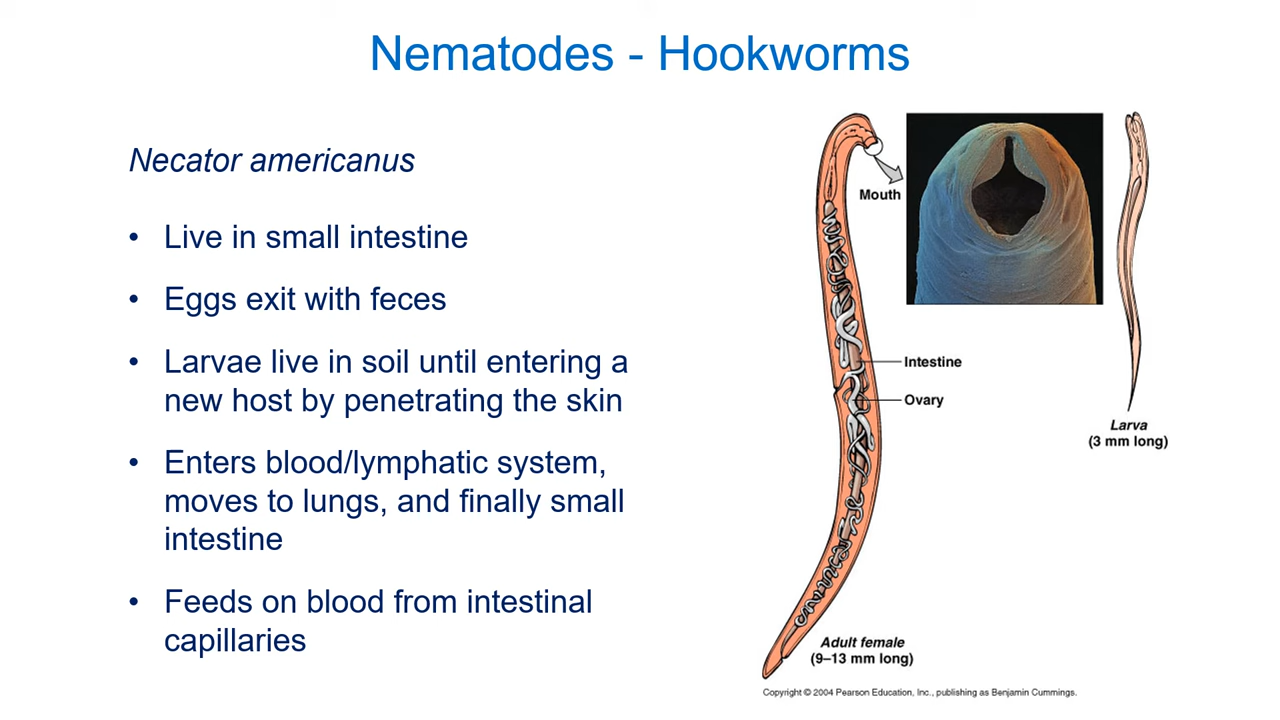 Nematodes - Hookworms
Necator americanus
• Live in small intestine
• Eggs exit with feces
• Larvae live in soil until entering a
new host by penetrating the skin
• Enters blood/lymphatic system,
moves to lungs, and finally small
intestine
• Feeds on blood from intestinal
capillaries
Mouth
Intestine
Ovary
Larva
(3 mm long)
Adult female
(9–13 mm long)
Copyright © 2004 Pearson Education, Inc., publishing as Benjamin Cummings.